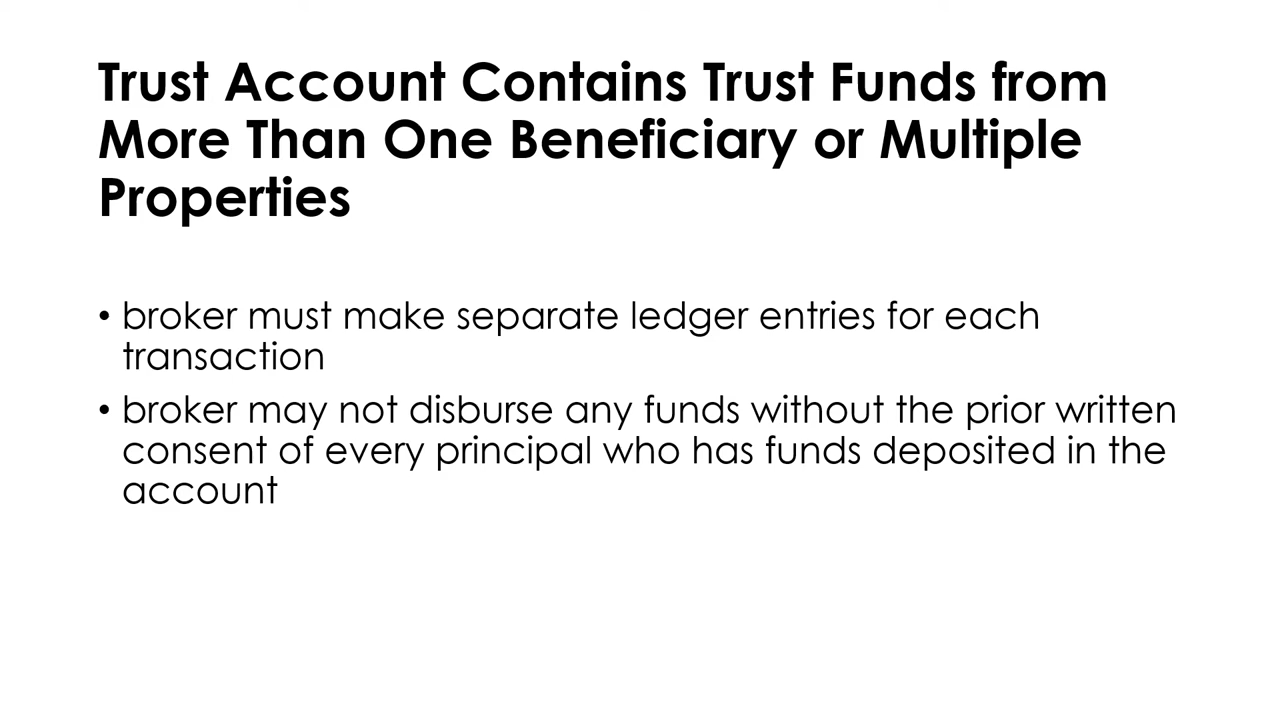 Trust Account Contains Trust Funds from
More Than One Beneficiary or Multiple
Properties
• broker must make separate ledger entries for each
transaction
• broker may not disburse any funds without the prior written
consent of every principal who has funds deposited in the
account